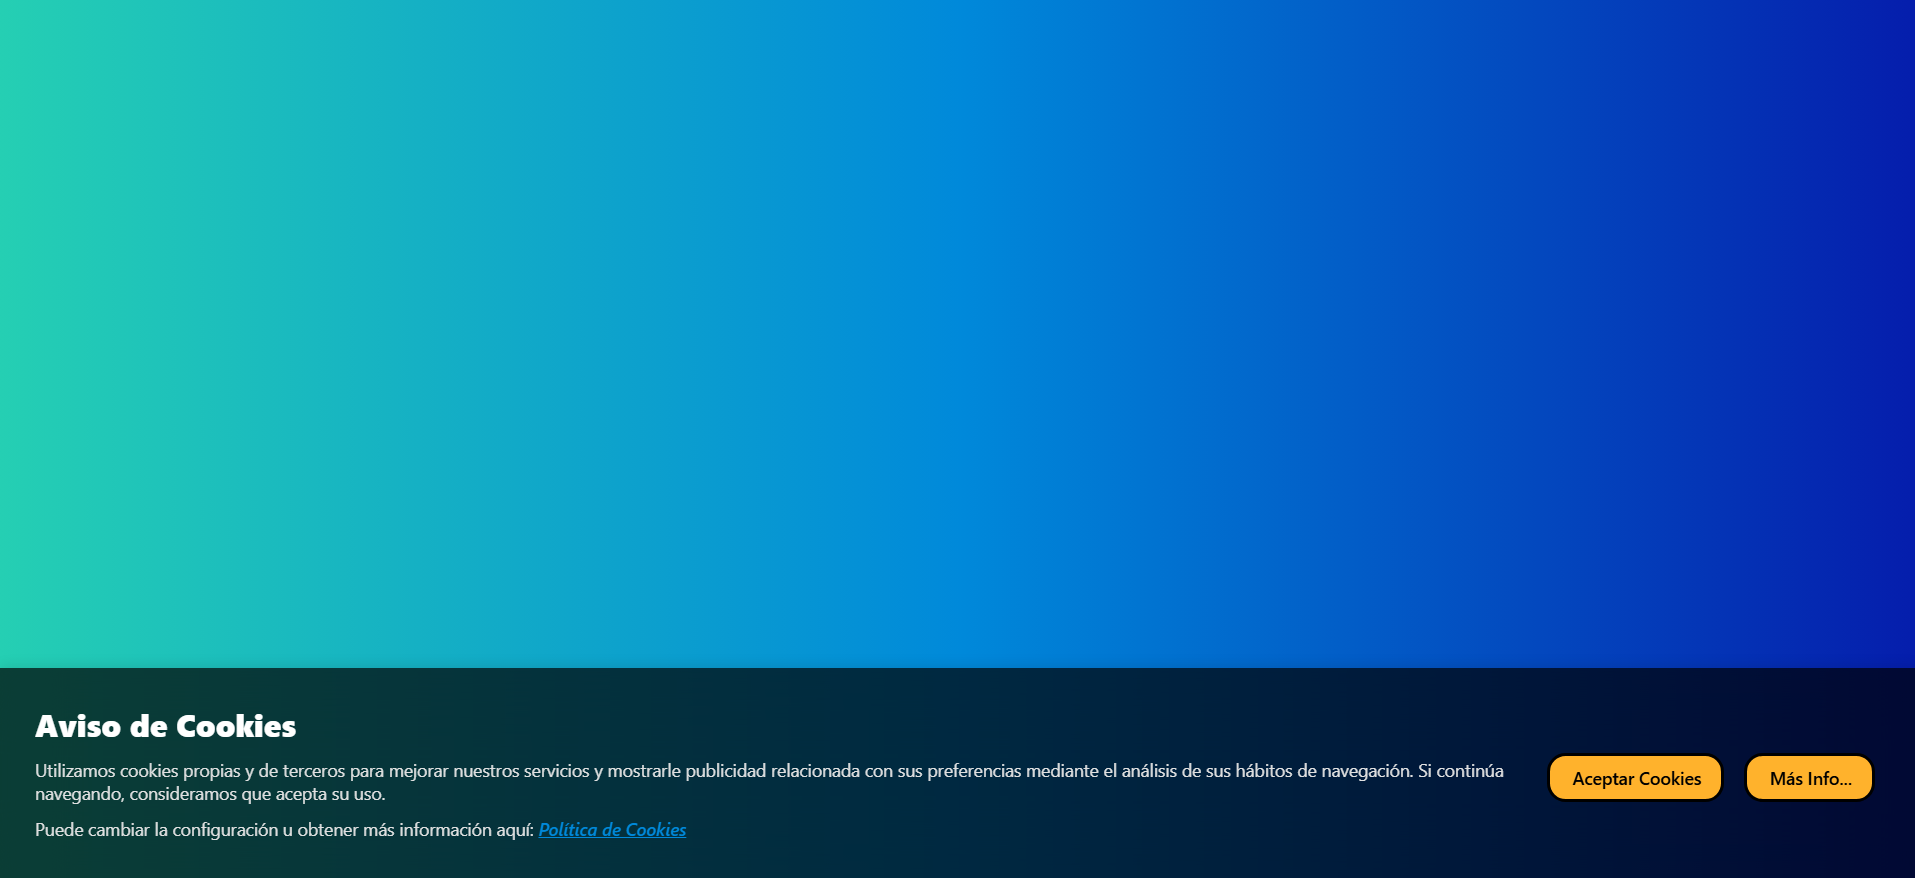 Aviso de Cookies
Utilizamos cookies propias y de terceros para mejorar nuestros servicios y mostrarle publicidad relacionada con sus preferencias mediante el análisis de sus hábitos de navegación. Si continúa
navegando, consideramos que acepta su uso.
Puede cambiar la configuración u obtener más información aquí: Política de Cookies
Aceptar Cookies
Más Info...